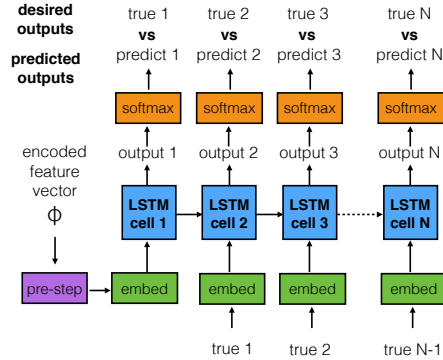 desired outputs
true 1 true 2 true 3 true N
vs vs vs vs
predicted outputs
predict 1 predict 2 predict 3 predict N
softmax softmax softmax softmax
encoded feature vector
output 1 output 2 output 3 output N
Φ
LSTM cell 1 LSTM cell 2 LSTM cell 3 LSTM cell N
pre-step embed embed embed embed
true 1 true 2 true N-1